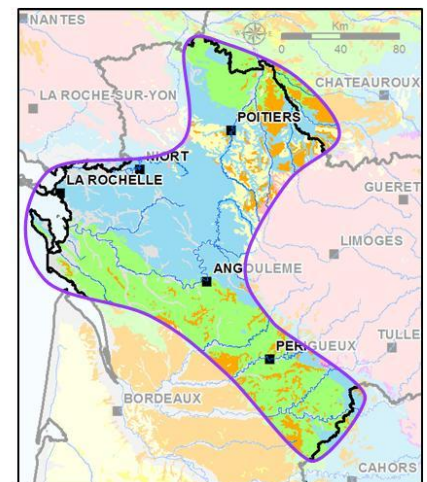 NANTES
Km
0 40 80
CHATEAUROUX
LA ROCHE-SUR-YON
POITIERS
NIORT
LA ROCHELLE
GUERET
LIMOGES
ANGOULEME
TULLE
PERIGUEUX
BORDEAUX
CAHORS